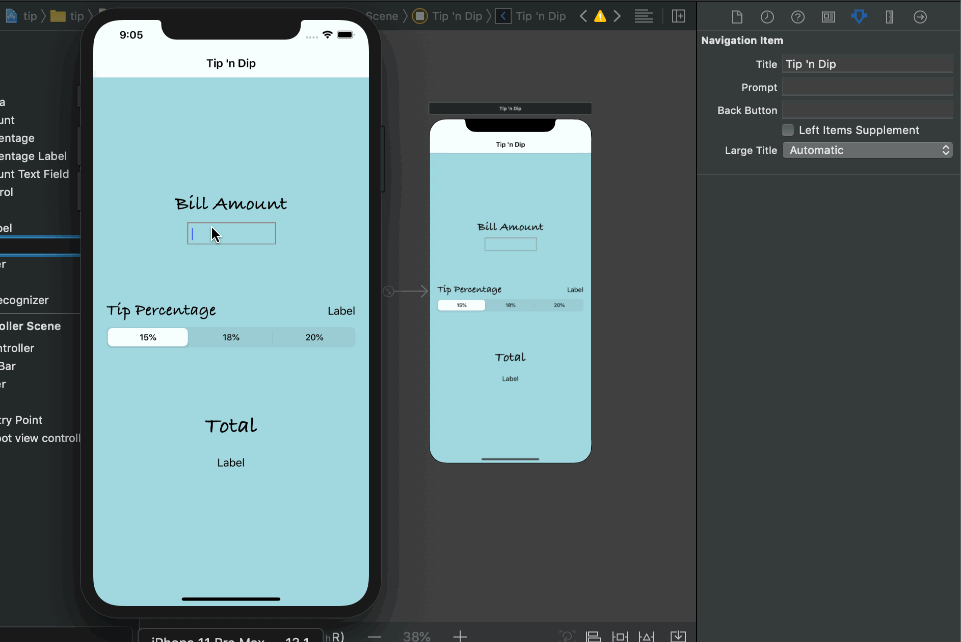 tip
tip
Scene
Tip 'n Dip
Tip 'n Dip
9:05
Tip 'n Dip
Bill Amount
Tip Percentage
Label
15%
18%
20%
Total
Label
a
unt
entage
entage Label
unt Text Field
rol
bel
er
ecognizer
oller Scene
ntroller
Bar
er
try Point
oot view controll
Tip 'n Dip
Tip 'n Dip
Bill Amount
Tip Percentage
Label
15%
18%
20%
Total
Label
Navigation Item
Title
Tip 'n Dip
Prompt
Back Button
Left Items Supplement
Large Title
Automatic
iPhone 11 Pro Max
13.1
R)
38%